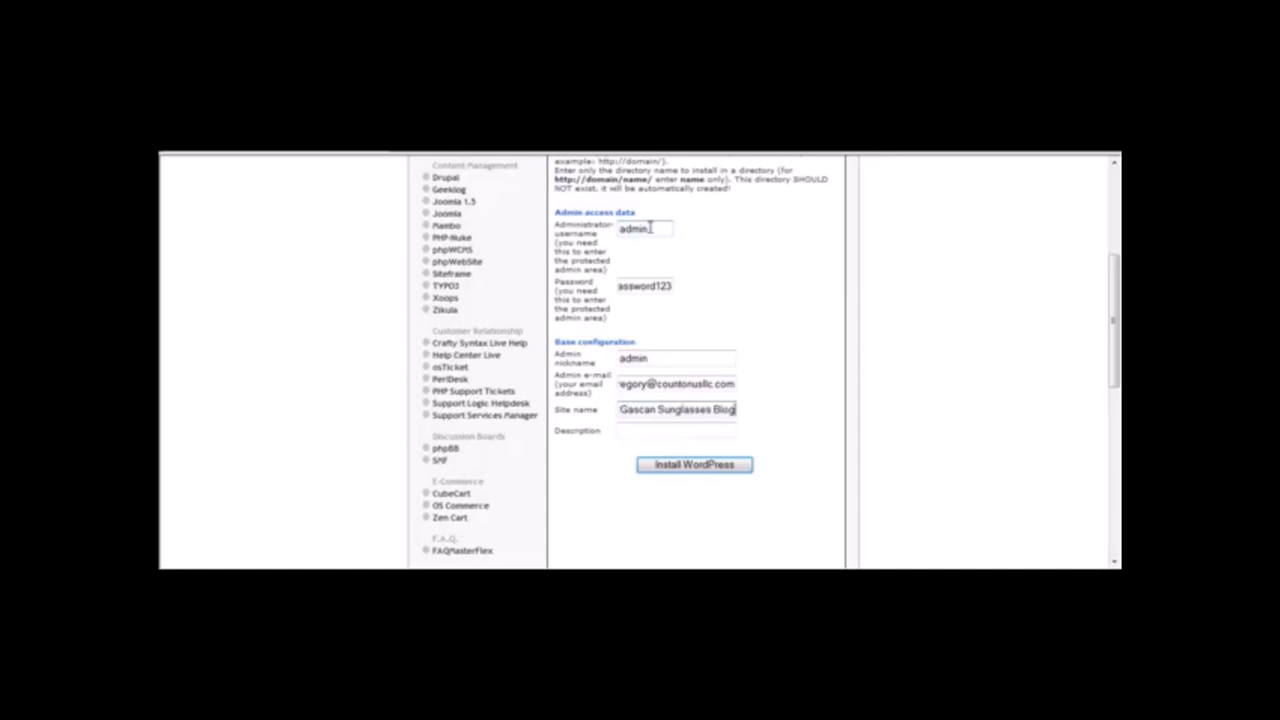 Content Management
Drupal
Geeklog
Joomla 1.5
Joomla
Mambo
PHP-Nuke
phpWCMS
phpWebSite
Siteframe
TYPO3
Xoops
Zikula
Customer Relationship
Crafty Syntax Live Help
Help Center Live
osTicket
PerlDesk
PHP Support Tickets
Support Logic Helpdesk
Support Services Manager
Discussion Boards
phpBB
SMF
E-Commerce
CubeCart
OS Commerce
Zen Cart
F.A.Q.
FAQMasterFlex
example: http://domain/).
Enter only the directory name to install in a directory (for
http://domain/name/ enter name only). This directory SHOULD
NOT exist, it will be automatically created!
Admin access data
Administrator-
username
(you need
this to enter
the protected
admin area)
admin
Password
(you need
this to enter
the protected
admin area)
assword123
Base configuration
Admin
nickname
admin
Admin e-mail
(your email
address)
regory@countonusllc.com
Site name
Gascan Sunglasses Blog
Description
Install WordPress